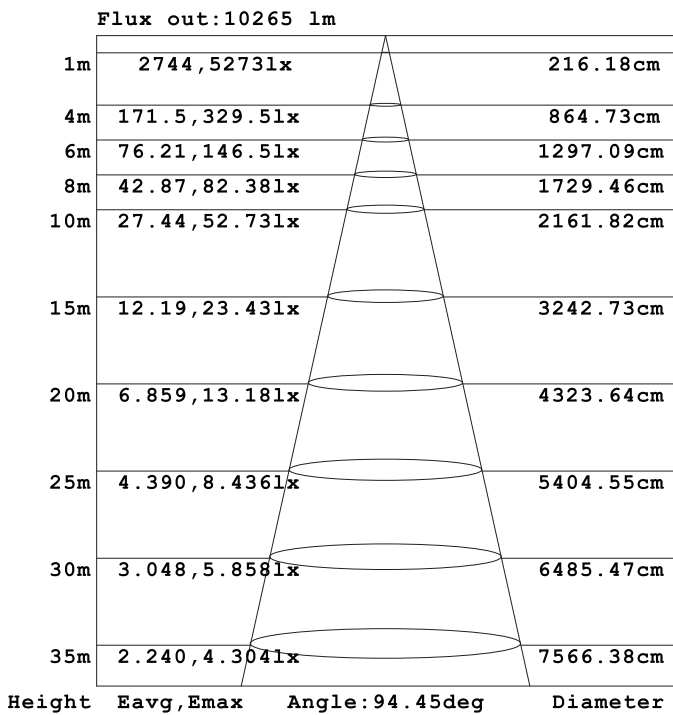 Flux out:10265 lm
1m 2744,5273lx 216.18cm
4m 171.5,329.5lx 864.73cm
6m 76.21,146.5lx 1297.09cm
8m 42.87,82.38lx 1729.46cm
10m 27.44,52.73lx 2161.82cm
15m 12.19,23.43lx 3242.73cm
20m 6.859,13.18lx 4323.64cm
25m 4.390,8.436lx 5404.55cm
30m 3.048,5.858lx 6485.47cm
35m 2.240,4.304lx 7566.38cm
Height Eavg,Emax Angle:94.45deg Diameter